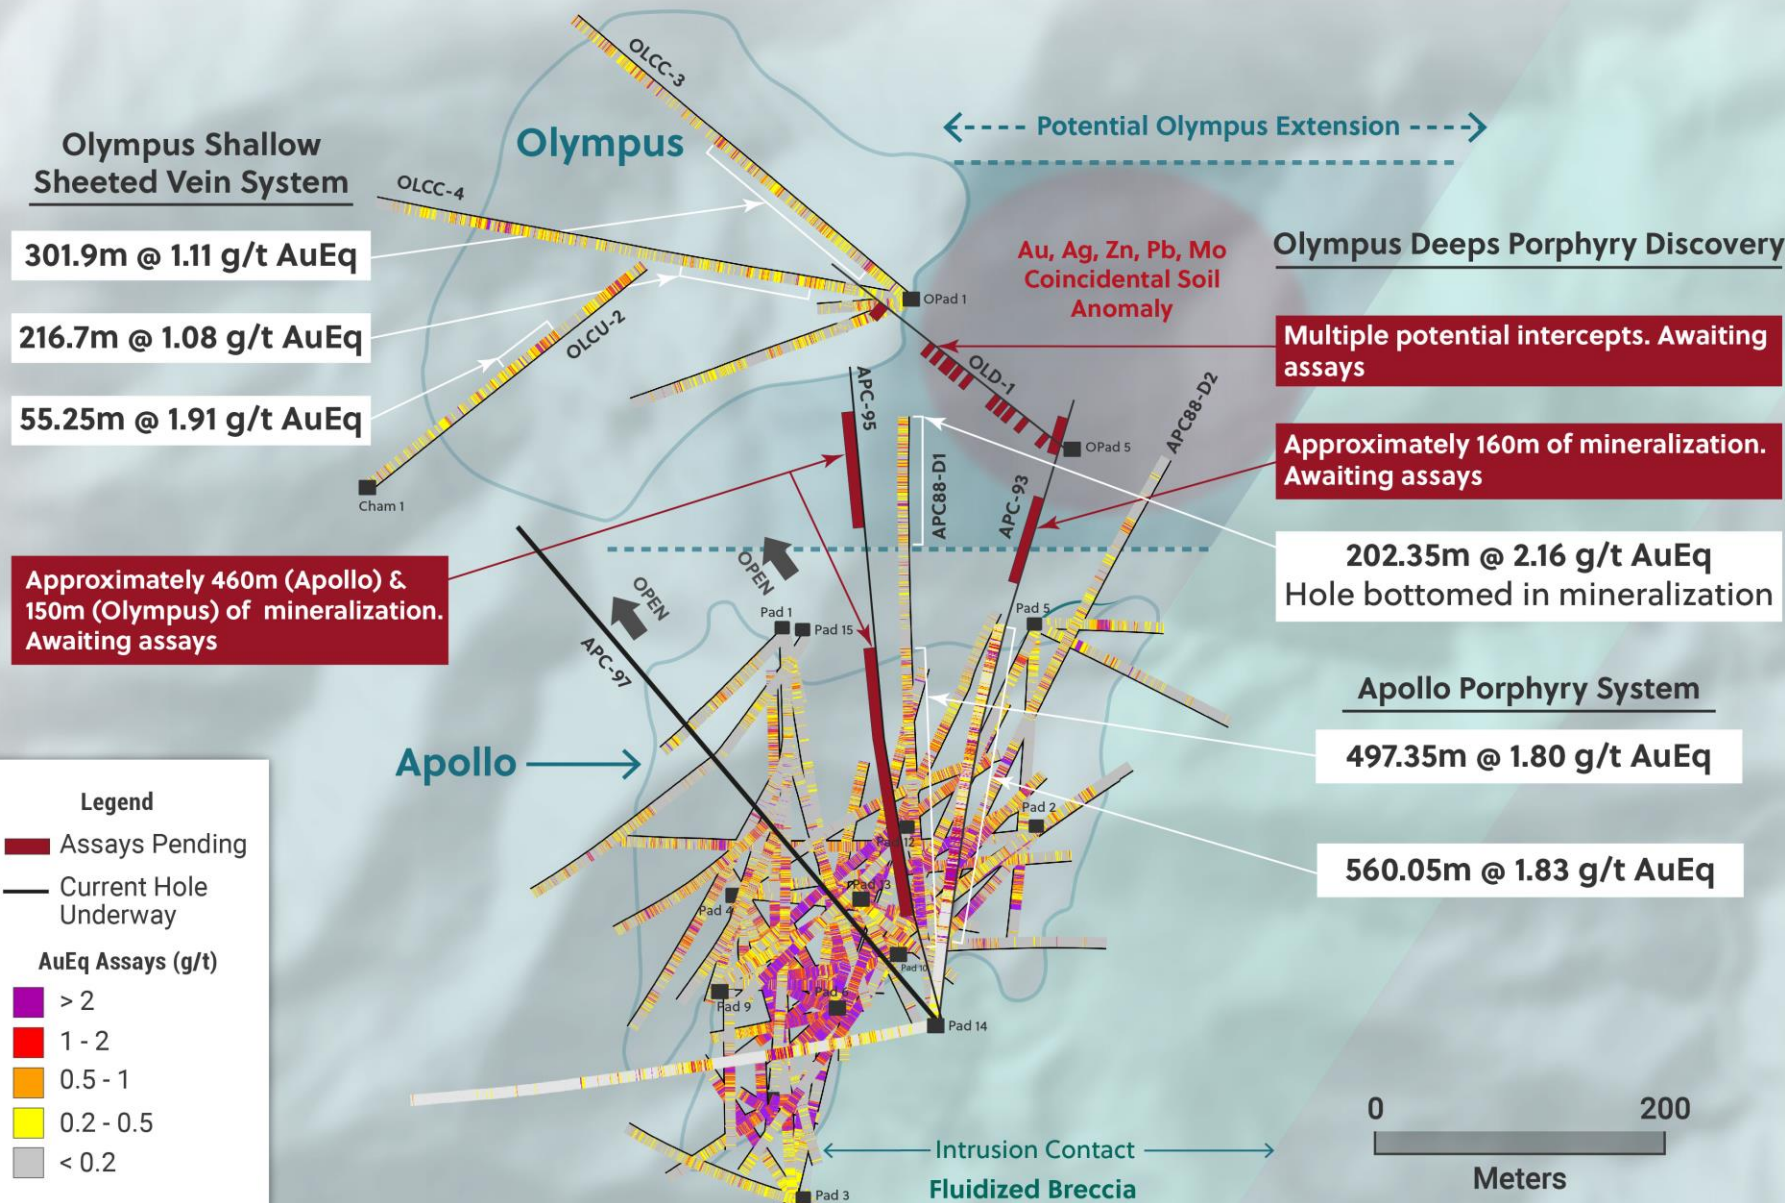 OLCC-3
Olympus
Potential Olympus Extension
Olympus Shallow
Sheeted Vein System
OLCC-4
301.9m @ 1.11 g/t AuEq
216.7m @ 1.08 g/t AuEq
55.25m @ 1.91 g/t AuEq
OLCU-2
Cham 1
OPad 1
Au, Ag, Zn, Pb, Mo
Coincidental Soil
Anomaly
Olympus Deeps Porphyry Discovery
Multiple potential intercepts. Awaiting
assays
OLD-1
APC-95
APC88-D2
OPad 5
Approximately 160m of mineralization.
Awaiting assays
APC88-D1
APC-93
202.35m @ 2.16 g/t AuEq
Hole bottomed in mineralization
Approximately 460m (Apollo) &
150m (Olympus) of mineralization.
Awaiting assays
OPEN
OPEN
APC-97
Pad 1
Pad 15
Pad 5
Apollo Porphyry System
497.35m @ 1.80 g/t AuEq
560.05m @ 1.83 g/t AuEq
Apollo
Pad 2
Pad 12
Pad 13
Pad 4
Pad 10
Pad 9
Pad 6
Pad 14
Pad 3
Legend
Assays Pending
Current Hole
Underway
AuEq Assays (g/t)
> 2
1 - 2
0.5 - 1
0.2 - 0.5
< 0.2
Intrusion Contact
Fluidized Breccia
0 200
Meters